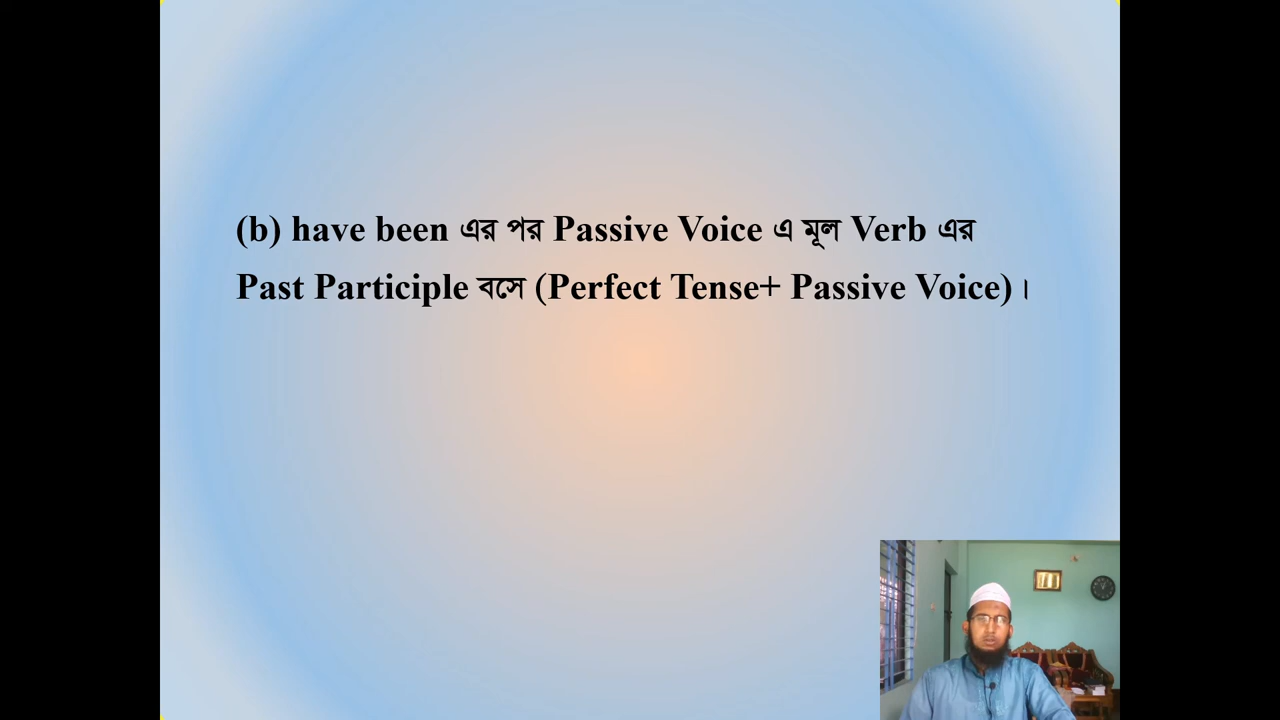 (b) have been এর পর Passive Voice এ মূল Verb এর
Past Participle বসে (Perfect Tense+ Passive Voice)।